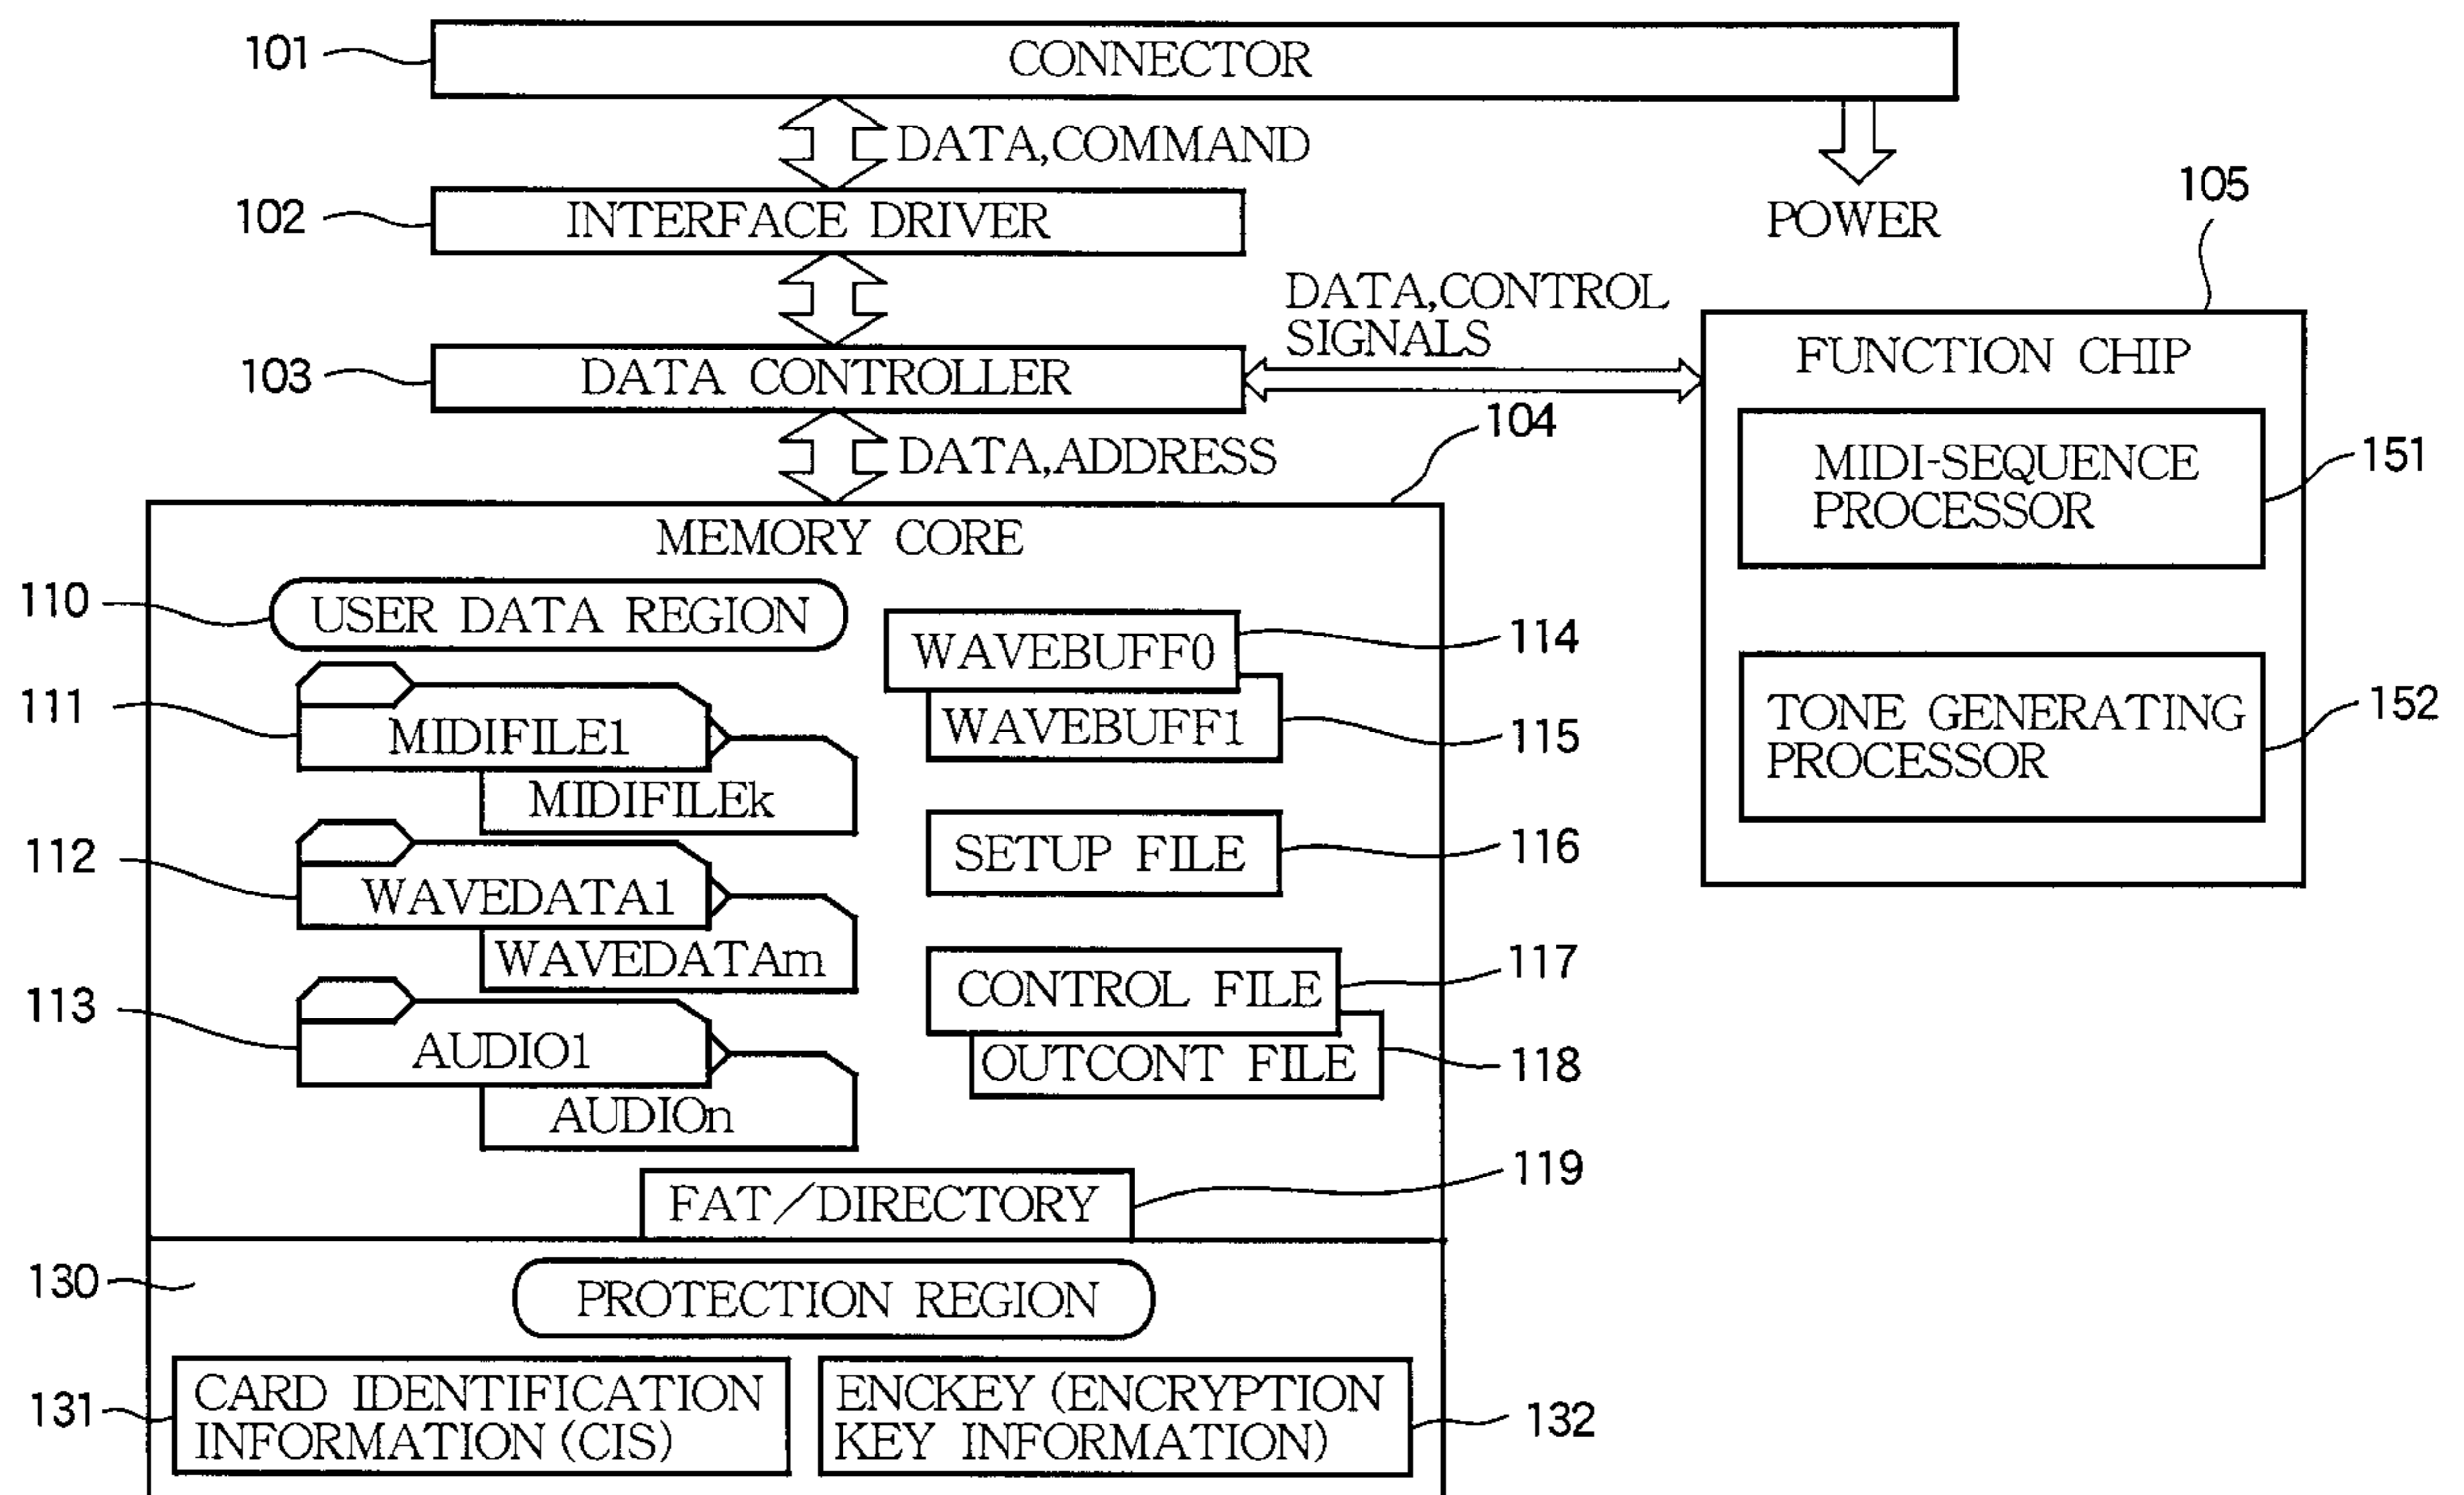 101
CONNECTOR
DATA,COMMAND
105
102
INTERFACE DRIVER
POWER
DATA,CONTROL
SIGNALS
103
DATA CONTROLLER
FUNCTION CHIP
104
DATA,ADDRESS
MIDI-SEQUENCE
PROCESSOR
151
MEMORY CORE
110
USER DATA REGION
WAVEBUFF0
114
111
MIDIFILE1
WAVEBUFF1
115
TONE GENERATING
PROCESSOR
152
MIDIFILEk
112
WAVEDATA1
SETUP FILE
116
WAVEDATAm
CONTROL FILE
117
113
AUDIO1
OUTCONT FILE
118
AUDIOn
FAT/DIRECTORY
119
130
PROTECTION REGION
131
CARD IDENTIFICATION
INFORMATION (CIS)
ENCKEY (ENCRYPTION
KEY INFORMATION)
132